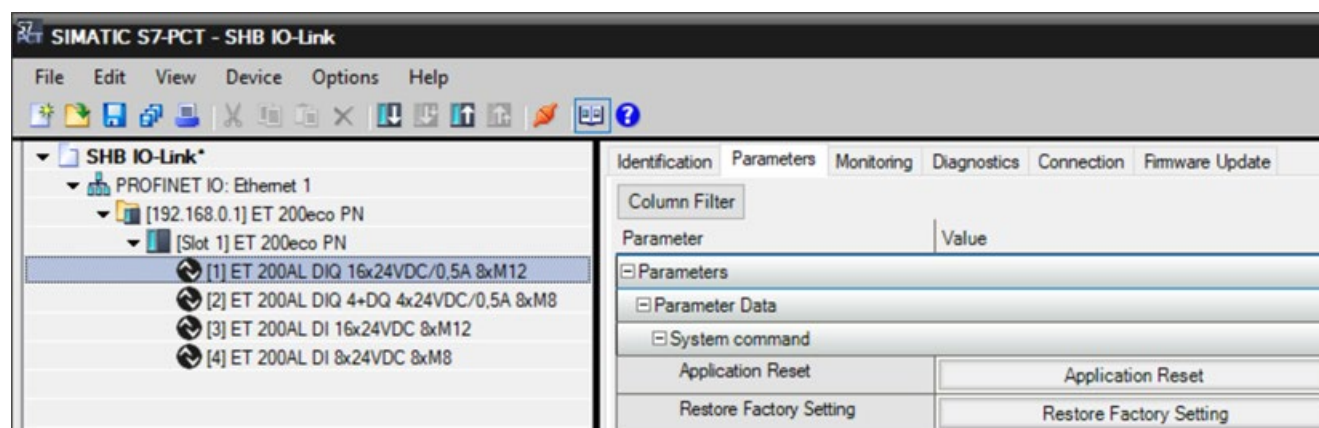 S7 PCT SIMATIC S7-PCT - SHB IO-Link
File Edit View Device Options Help
SHB IO-Link*
PROFINET IO: Ethernet 1
[192.168.0.1] ET 200eco PN
[Slot 1] ET 200eco PN
[1] ET 200AL DIQ 16x24VDC/0,5A 8xM12
[2] ET 200AL DIQ 4+DQ 4x24VDC/0,5A 8xM8
[3] ET 200AL DI 16x24VDC 8xM12
[4] ET 200AL DI 8x24VDC 8xM8
Identification Parameters Monitoring Diagnostics Connection Firmware Update
Column Filter
Parameter Value
Parameters
Parameter Data
System command
Application Reset Application Reset
Restore Factory Setting Restore Factory Setting